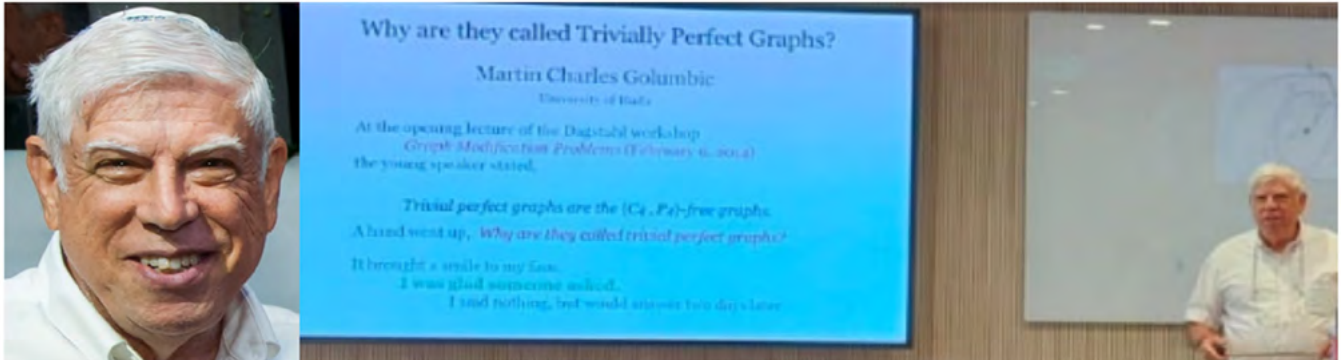 Why are they called Trivially Perfect Graphs?
Martin Charles Golumbic
University of Haifa
At the opening lecture of the Dagstuhl workshop
Graph Modification Problems (February 9, 2014)
the young speaker stated,
Trivial perfect graphs are the (C₄, P₄)-free graphs.
A hand went up, Why are they called trivial perfect graphs?
It brought a smile to my face.
I was glad someone asked.
I said nothing, but would answer two days later